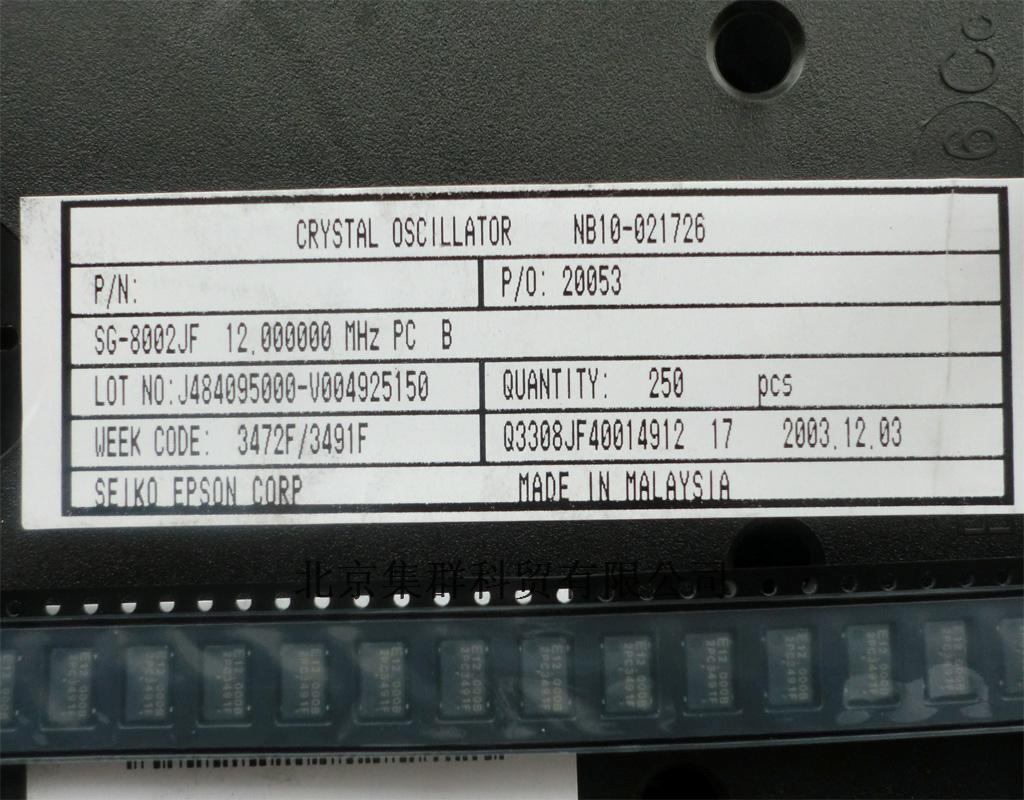 Co
6
CRYSTAL OSCILLATOR NB10-021726
P/N: P/O: 20053
SG-8002JF 12.000000 MHz PC B
LOT NO:J484095000-V004925150 QUANTITY: 250 pcs
WEEK CODE: 3472F/3491F Q3308JF40014912 17 2003.12.03
SEIKO EPSON CORP MADE IN MALAYSIA
北京集群科贸有限公司